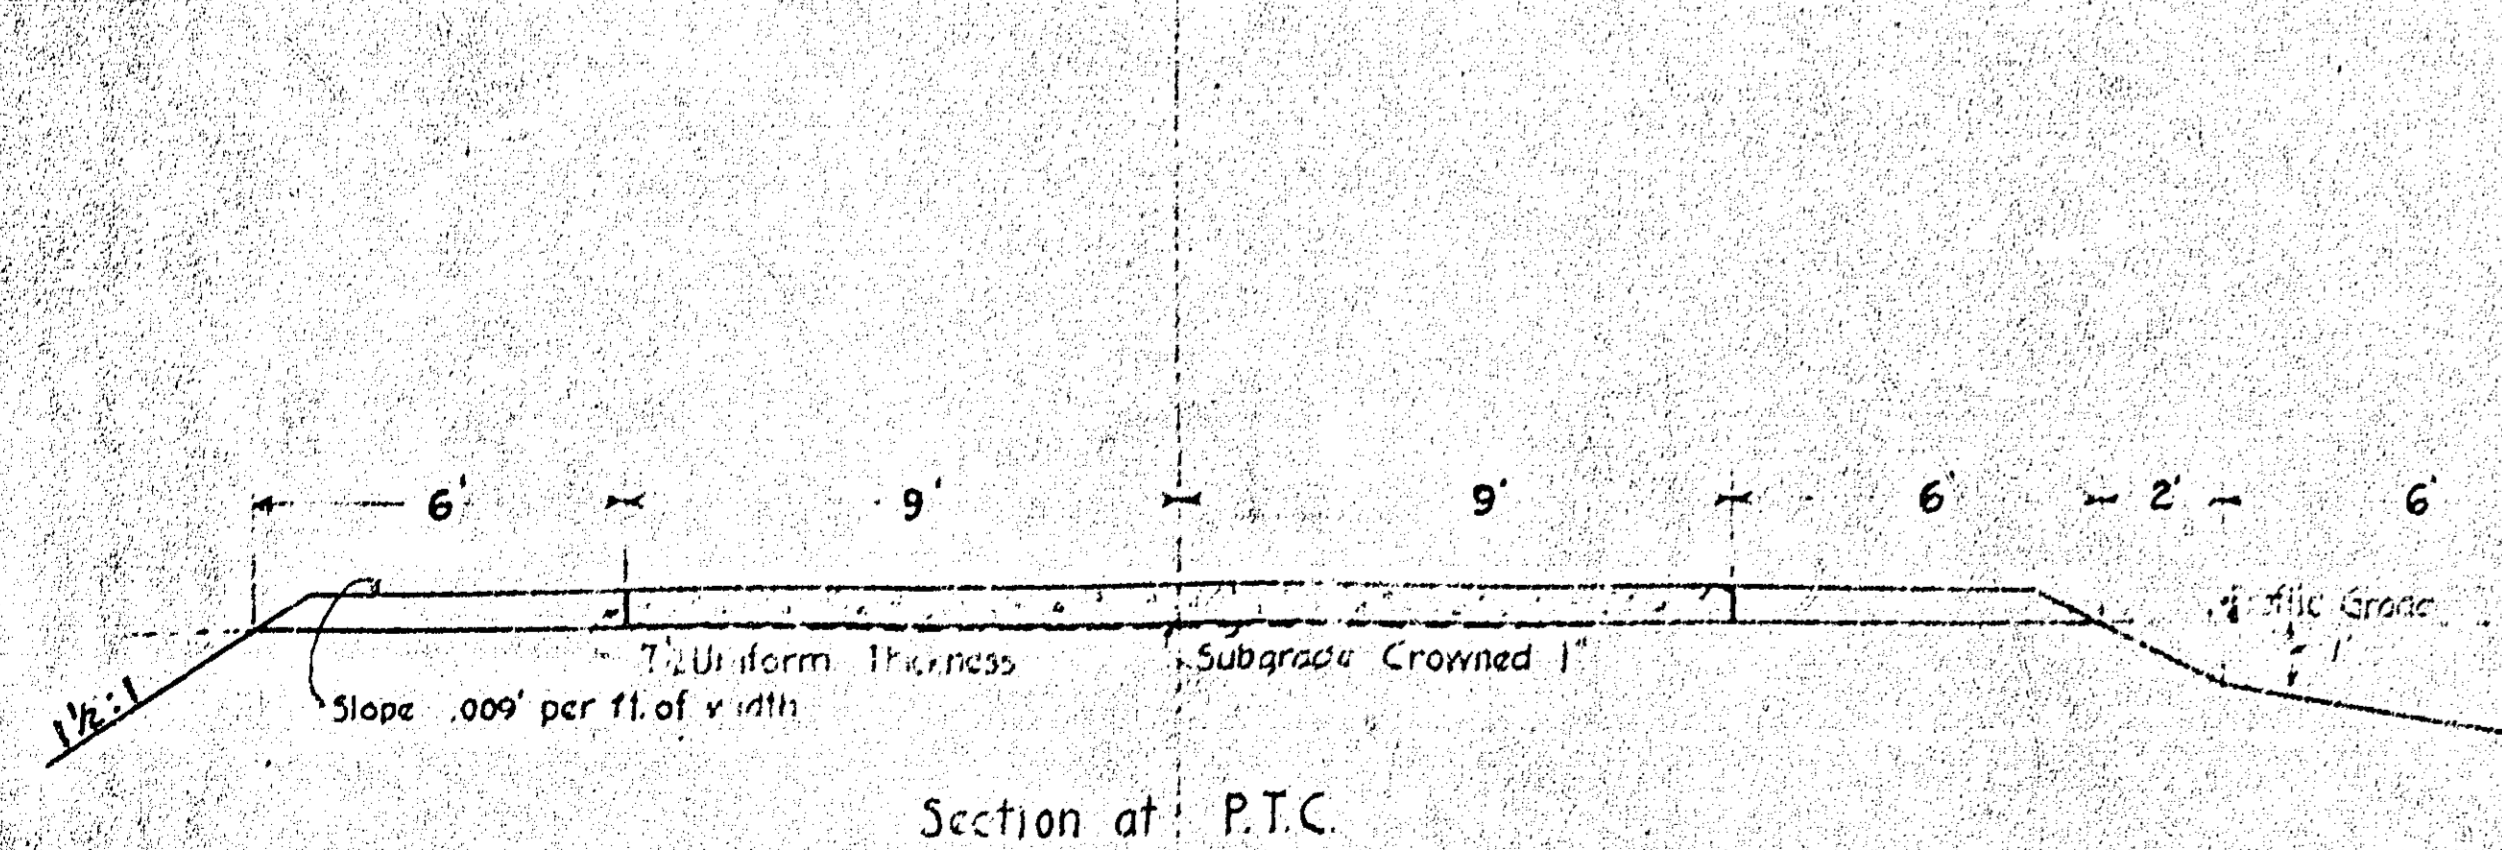 6' 9' 9' 6' 2' 6'
Grade
1'
Uniform Thickness
Subgrade Crowned 1"
Slope .009' per ft. of width
1½:1
Section at P.T.C.